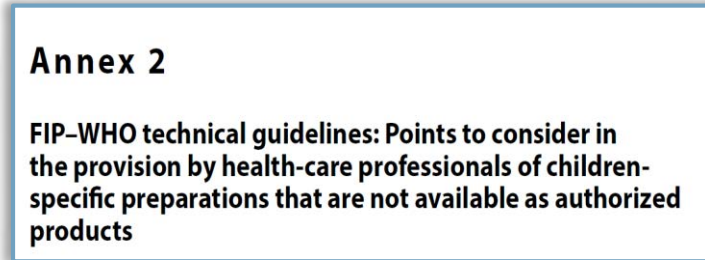 Annex 2
FIP–WHO technical guidelines: Points to consider in
the provision by health-care professionals of children-
specific preparations that are not available as authorized
products